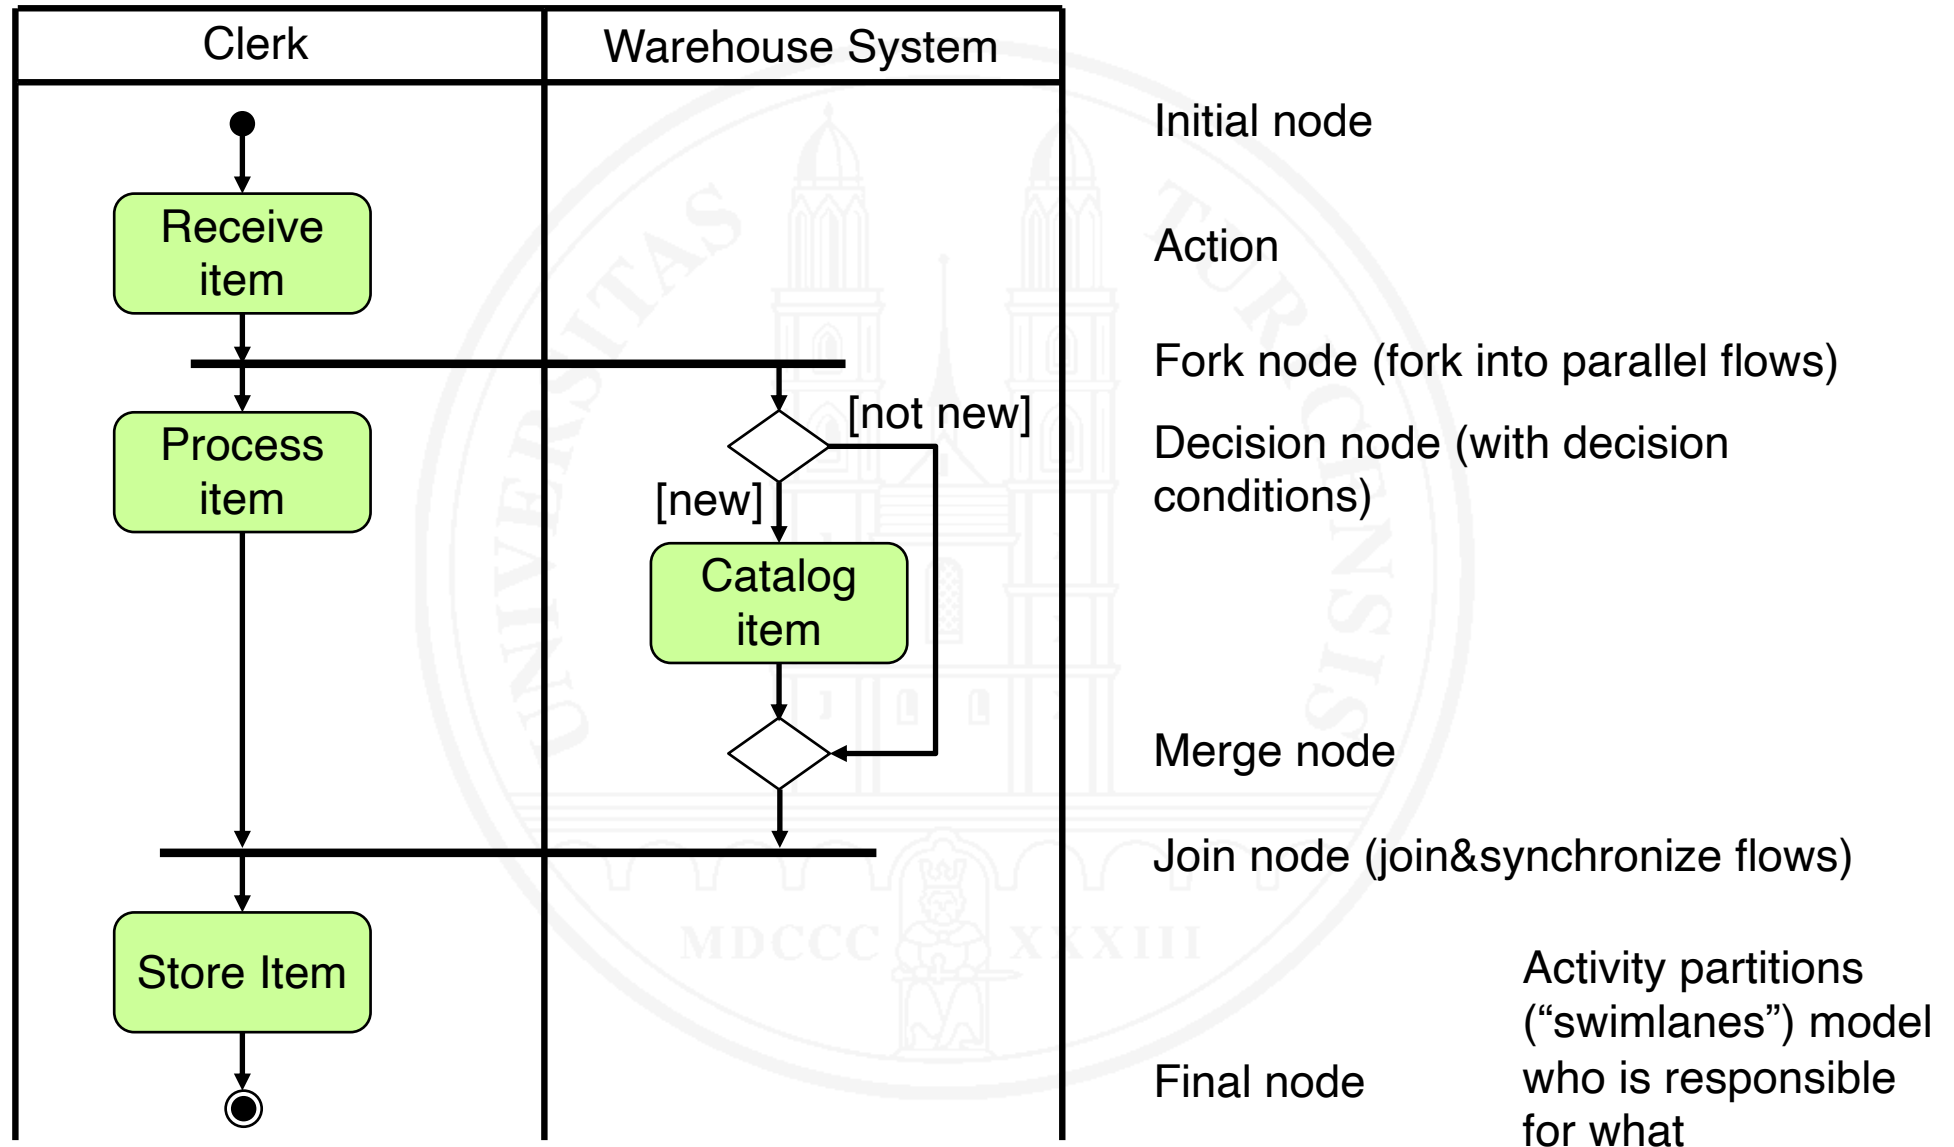 Clerk
Warehouse System
Initial node
Receive
item
Action
Fork node (fork into parallel flows)
[not new]
Process
item
Decision node (with decision
conditions)
[new]
Catalog
item
Merge node
Join node (join&synchronize flows)
Store Item
Activity partitions
(“swimlanes”) model
who is responsible
for what
Final node
UNIVERSITAS
TURICENSIS
MDCCC
XXXIII